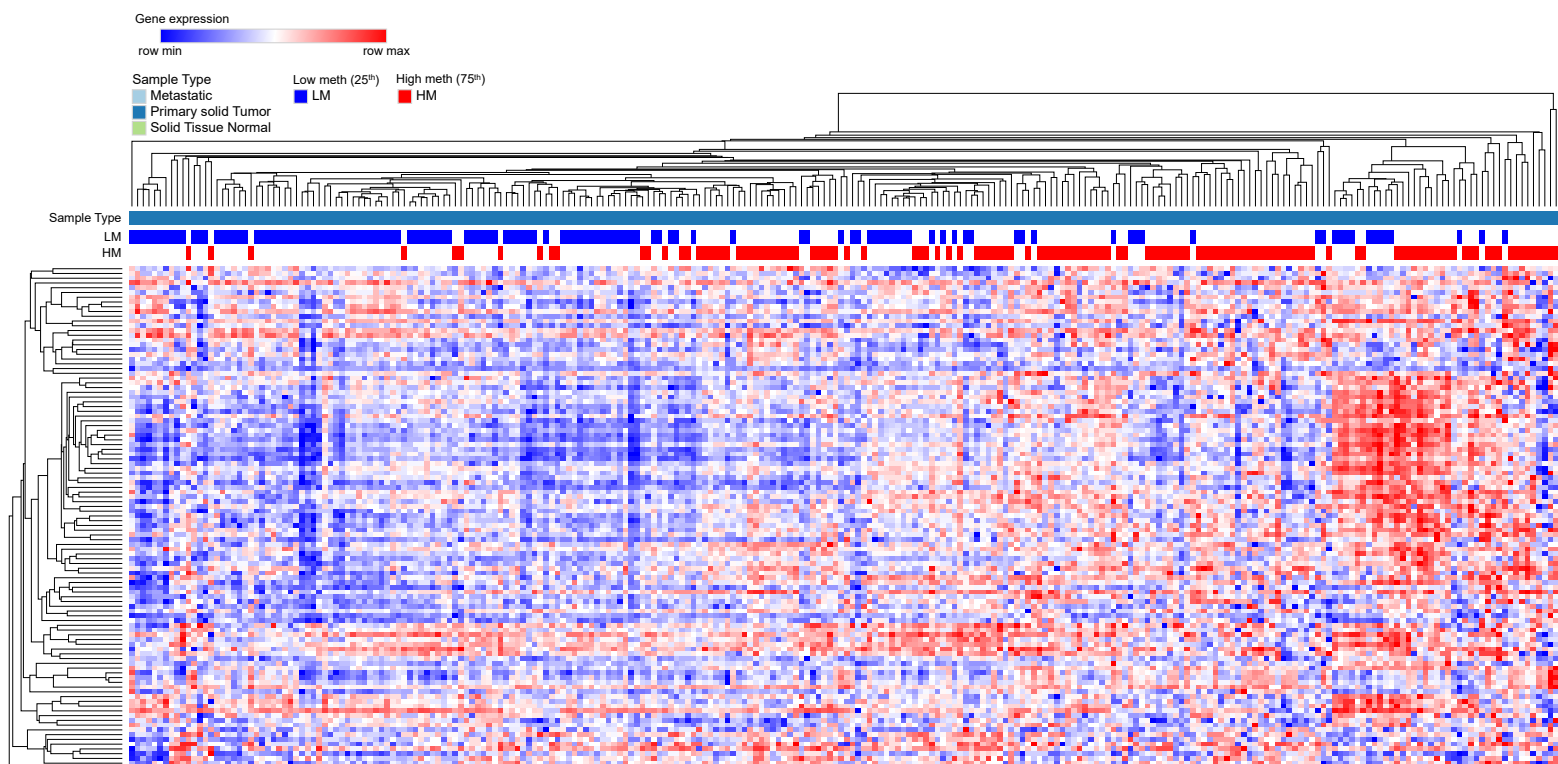 Gene expression
row min row max
Sample Type Low meth (25th) High meth (75th)
Metastatic LM HM
Primary solid Tumor
Solid Tissue Normal
Sample Type
LM
HM